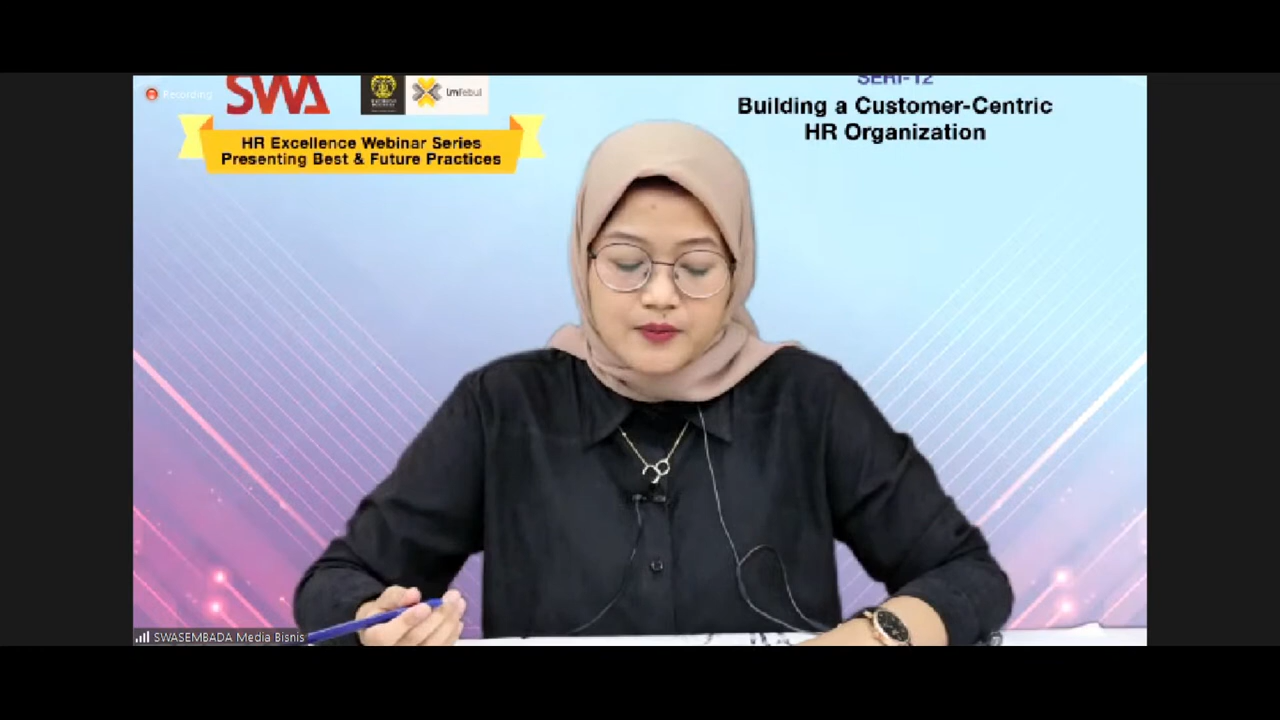 Recording
SWA
lmfebui
HR Excellence Webinar Series
Presenting Best & Future Practices
SERI-12
Building a Customer-Centric
HR Organization
SWASEMBADA Media Bisnis